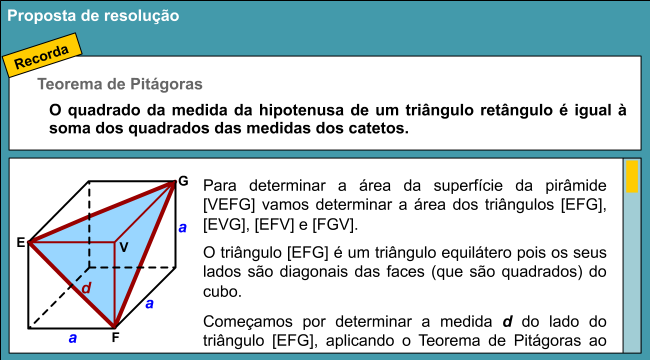 Proposta de resolução
Recorda
Teorema de Pitágoras
O quadrado da medida da hipotenusa de um triângulo retângulo é igual à
soma dos quadrados das medidas dos catetos.
G
E
V
a
d
a
a
F
Para determinar a área da superfície da pirâmide
[VEFG] vamos determinar a área dos triângulos [EFG],
[EVG], [EFV] e [FGV].
O triângulo [EFG] é um triângulo equilátero pois os seus
lados são diagonais das faces (que são quadrados) do
cubo.
Começamos por determinar a medida d do lado do
triângulo [EFG], aplicando o Teorema de Pitágoras ao